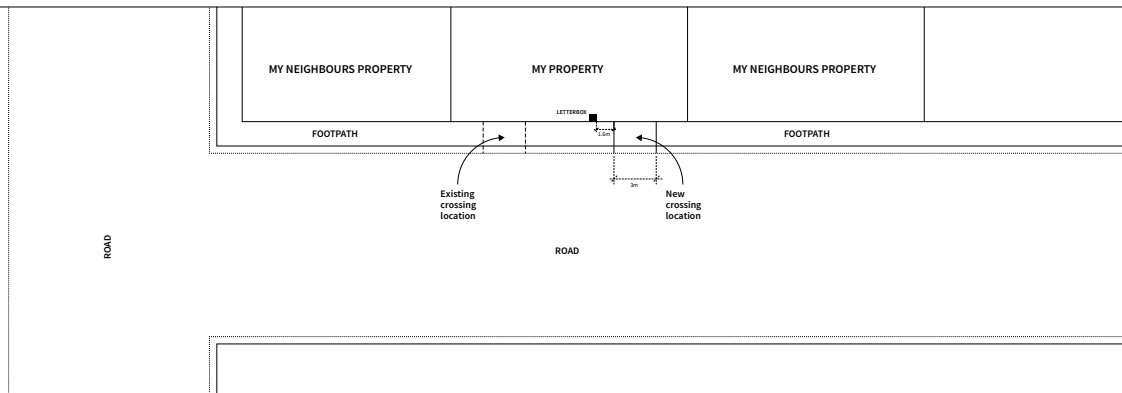 MY NEIGHBOURS PROPERTY
MY PROPERTY
MY NEIGHBOURS PROPERTY
LETTERBOX
FOOTPATH
1.6m
FOOTPATH
3m
Existing
crossing
location
New
crossing
location
ROAD
ROAD